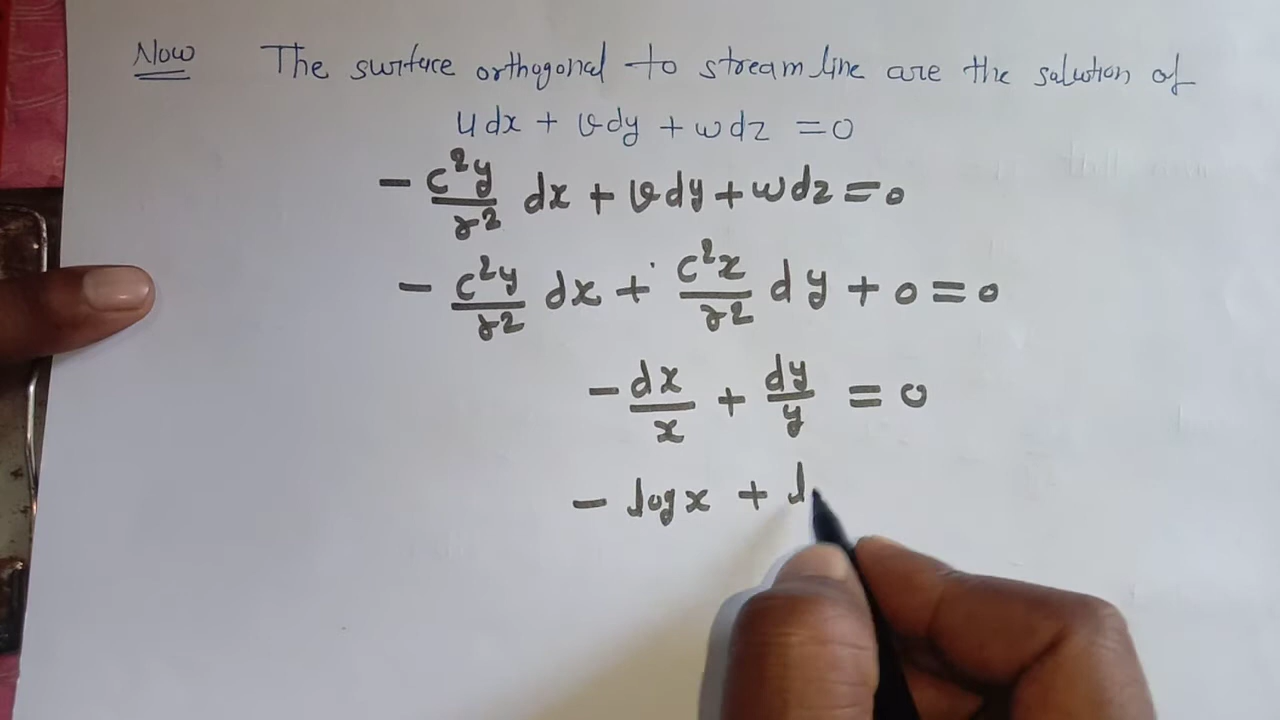 Now The surface orthogonal to stream line are the solution of
udx + vdy + wdz = 0
- c²y/r² dx + vdy + wdz = 0
- c²y/r² dx + c²x/r² dy + 0 = 0
- dx/x + dy/y = 0
- log x + l